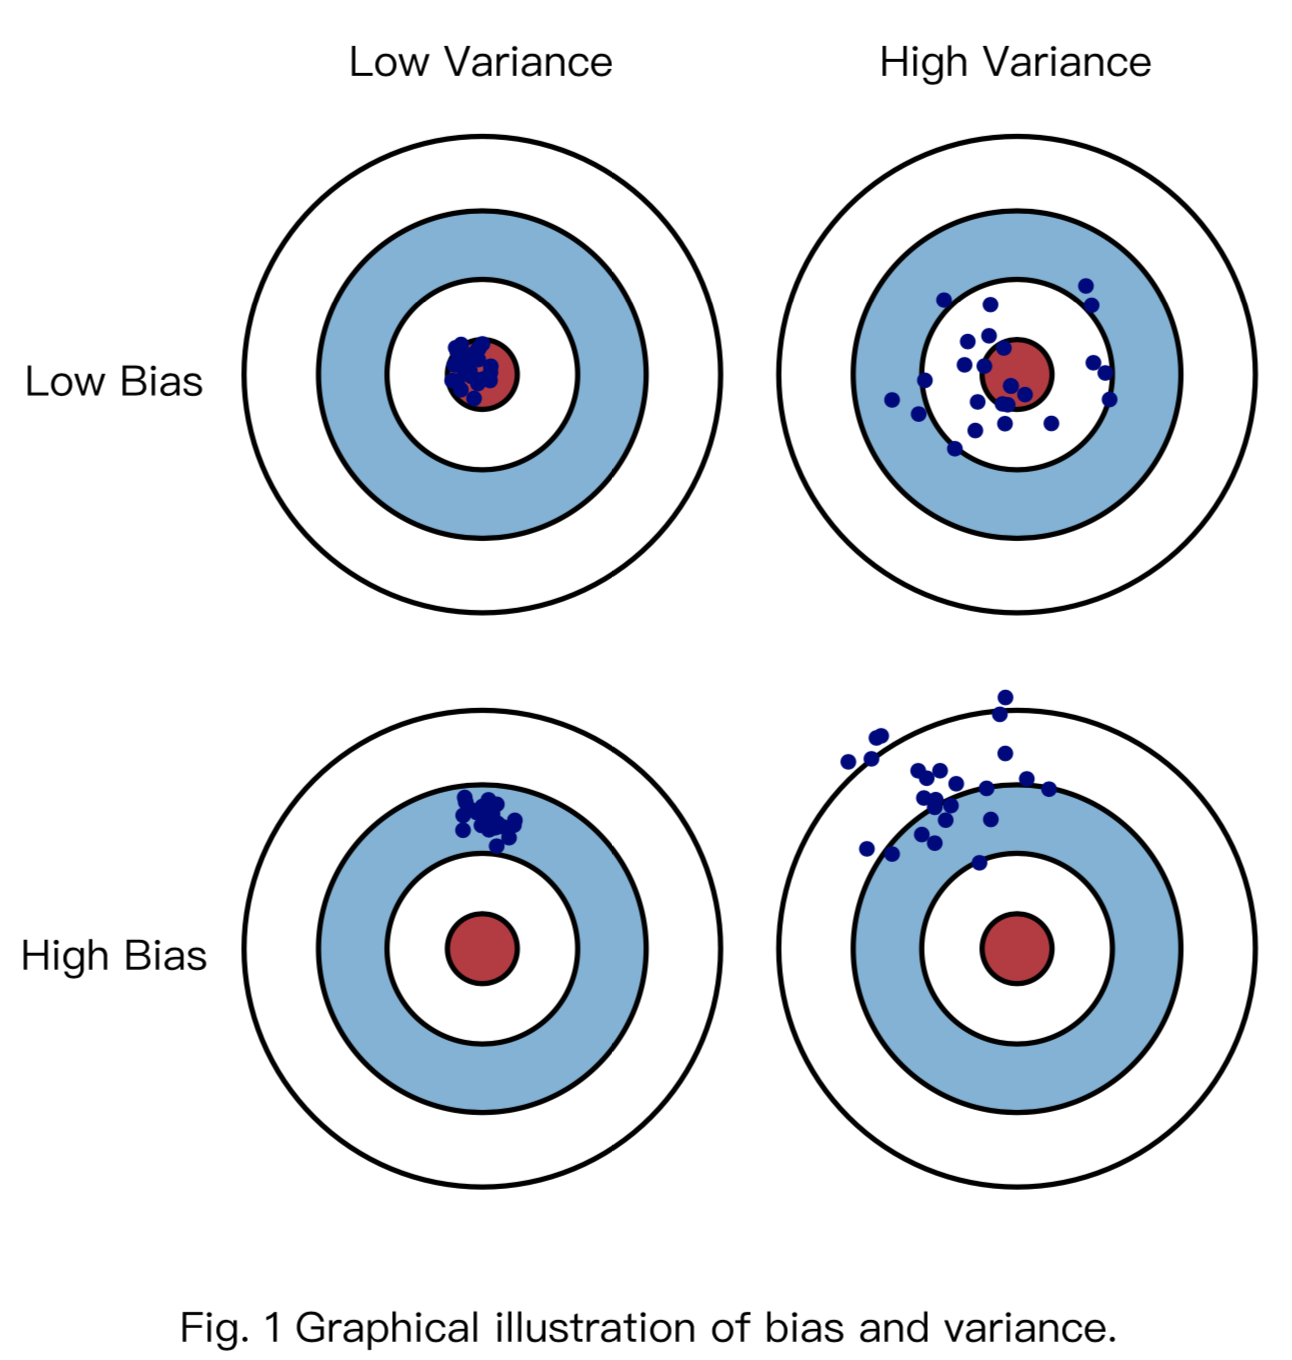 Low Variance
High Variance
Low Bias
High Bias
Fig. 1 Graphical illustration of bias and variance.